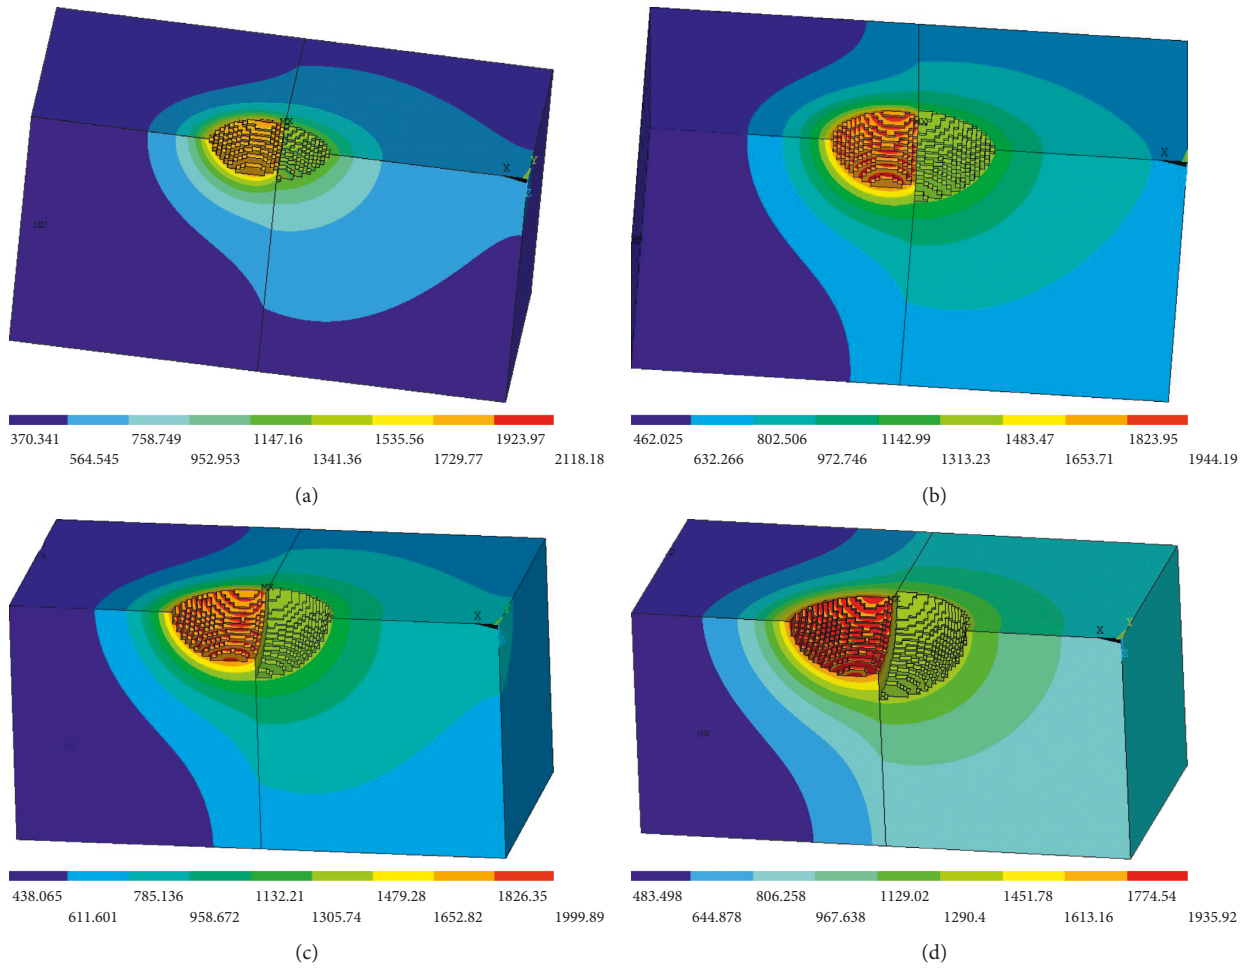 MX
X
Y
MN
370.341 758.749 1147.16 1535.56 1923.97
564.545 952.953 1341.36 1729.77 2118.18
(a)
X
462.025 802.506 1142.99 1483.47 1823.95
632.266 972.746 1313.23 1653.71 1944.19
(b)
MX
X
438.065 785.136 1132.21 1479.28 1826.35
611.601 958.672 1305.74 1652.82 1999.89
(c)
X
Y
Z
MN
483.498 806.258 1129.02 1451.78 1774.54
644.878 967.638 1290.4 1613.16 1935.92
(d)